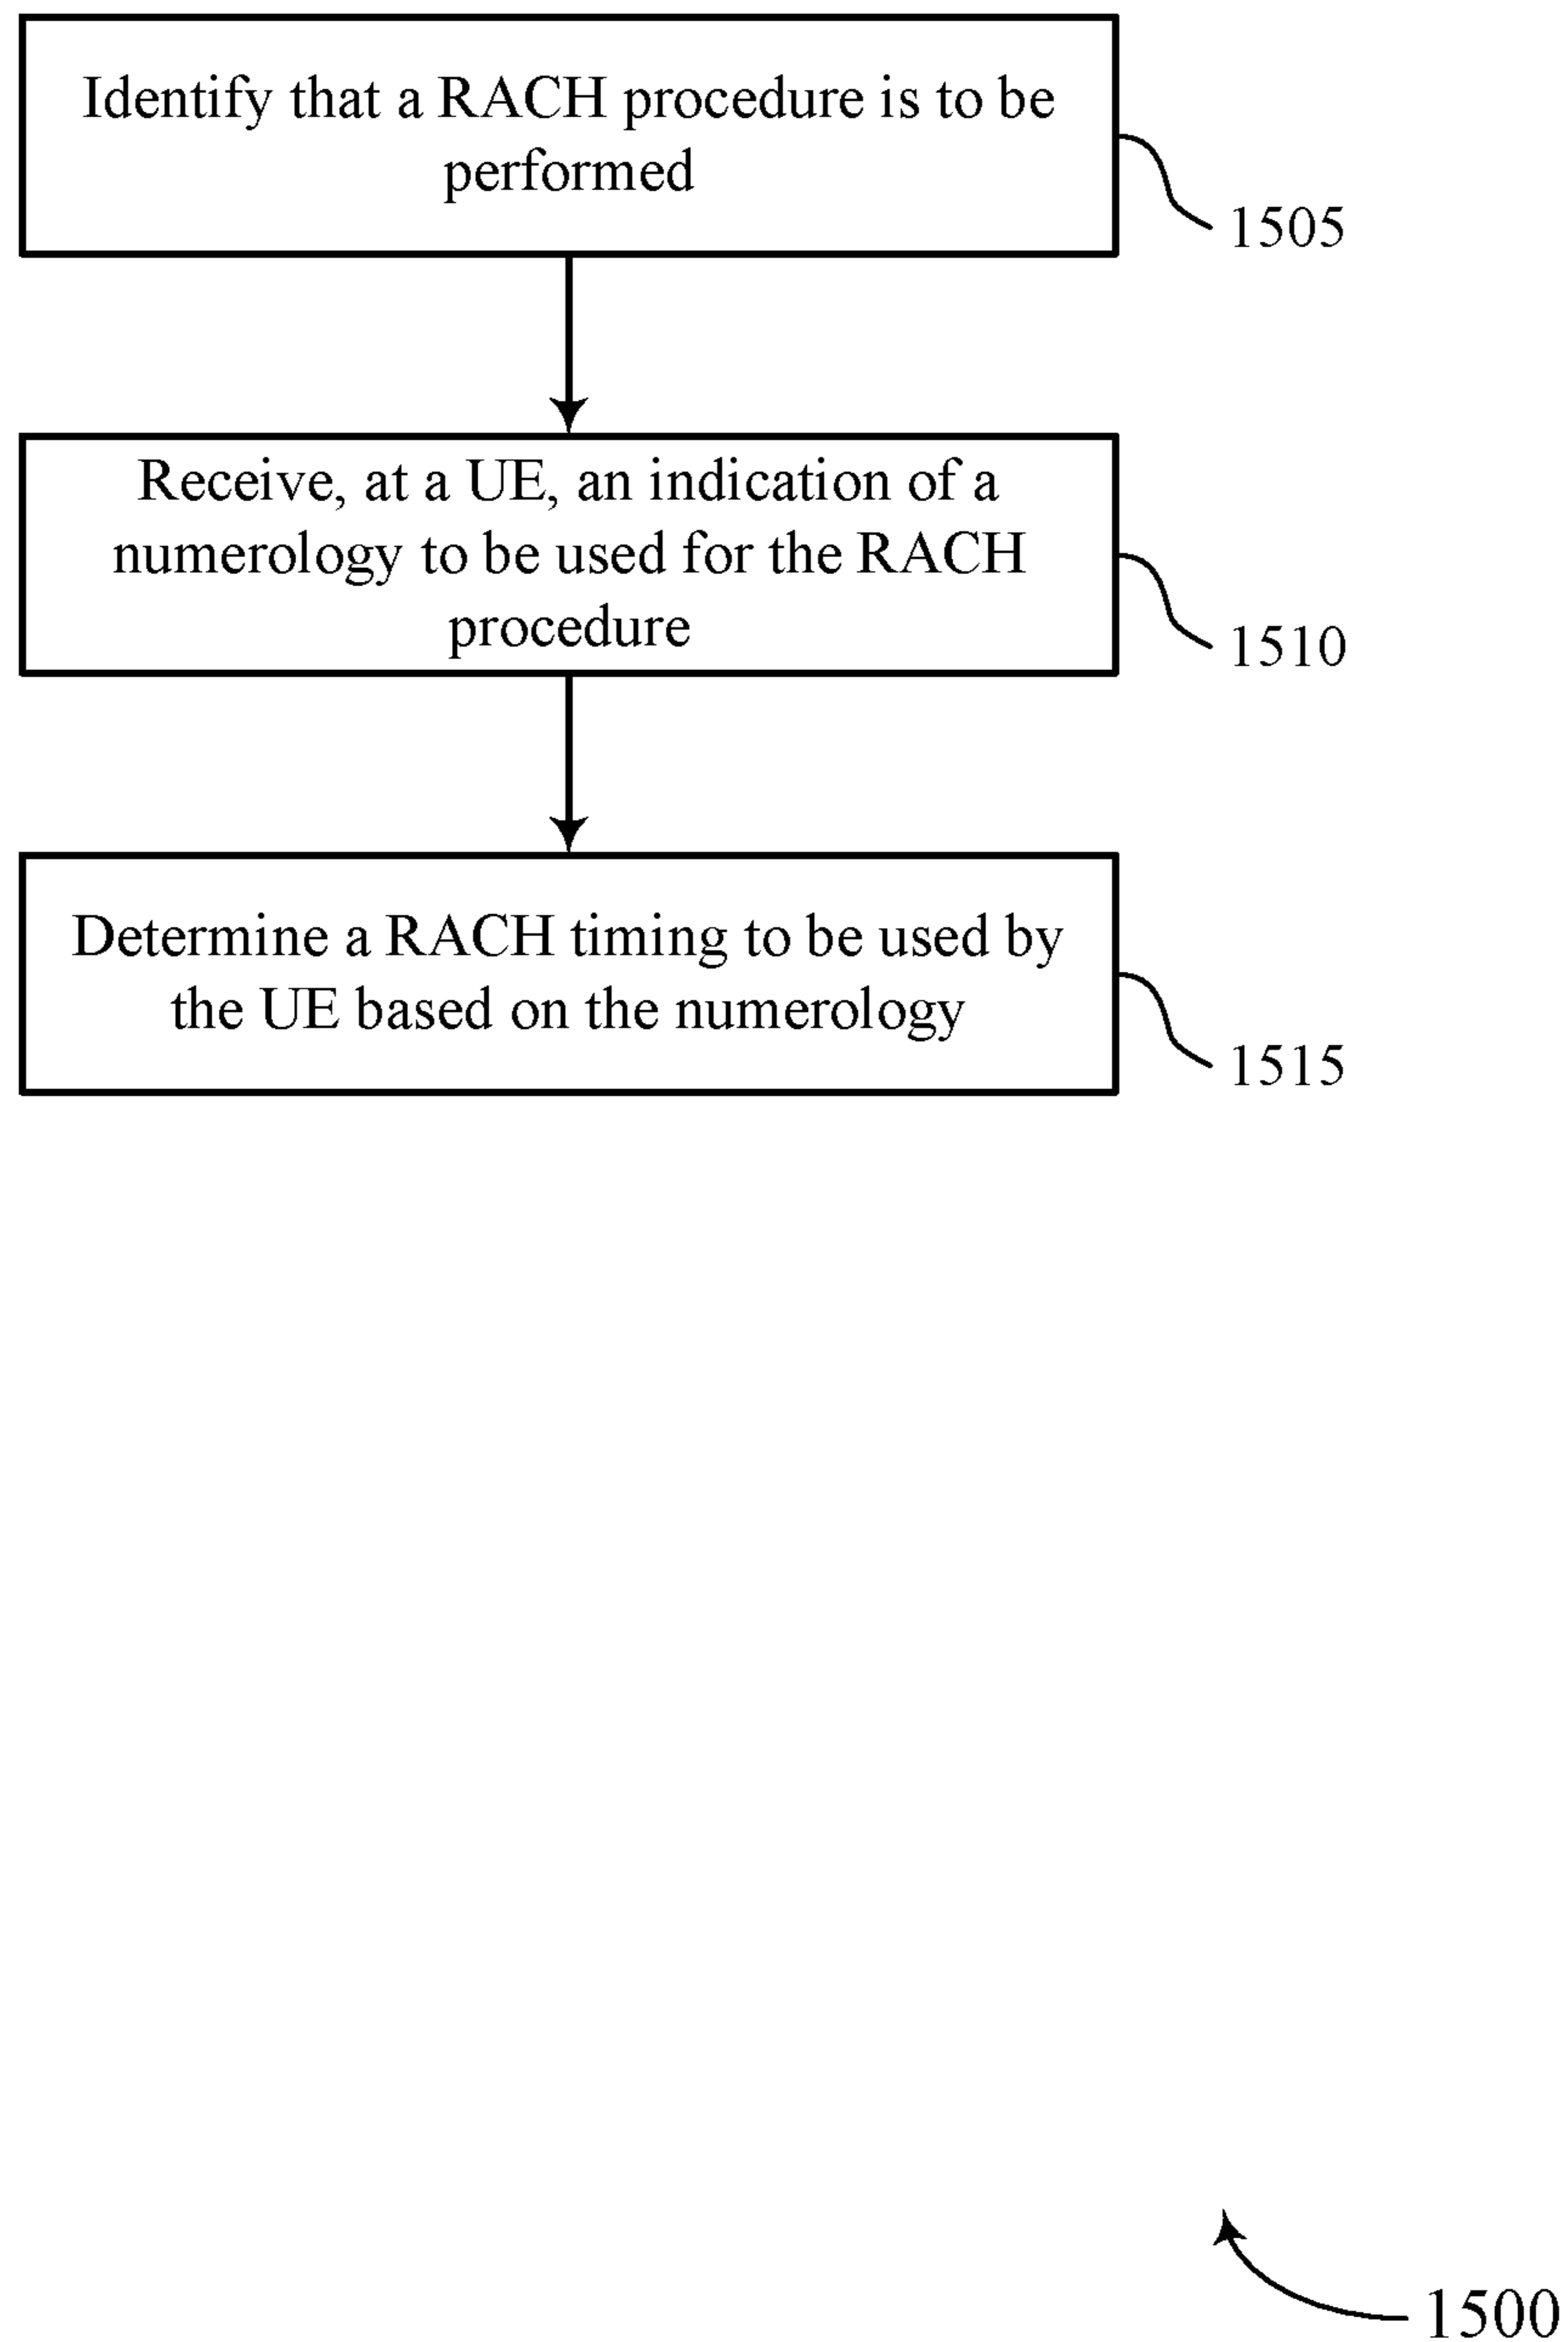 Identify that a RACH procedure is to be
performed
1505
Receive, at a UE, an indication of a
numerology to be used for the RACH
procedure
1510
Determine a RACH timing to be used by
the UE based on the numerology
1515
1500